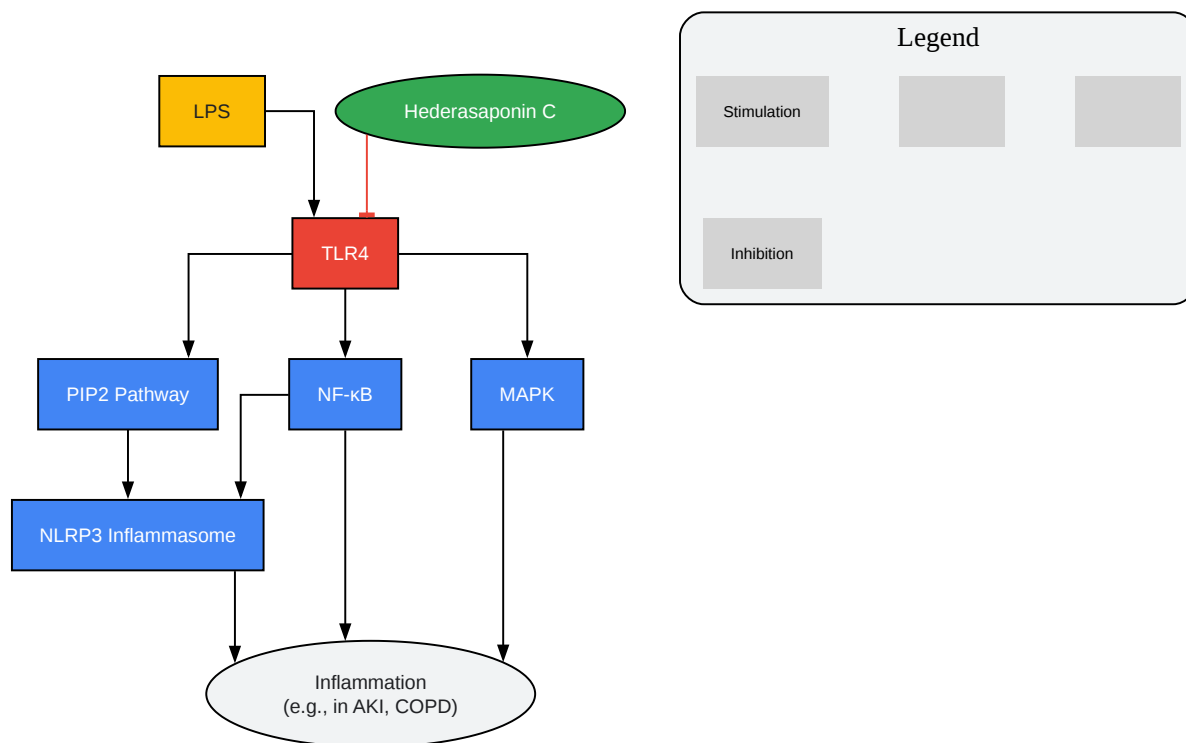 Legend
LPS
Hederasaponin C
Stimulation
TLR4
Inhibition
PIP2 Pathway
NF-κB
MAPK
NLRP3 Inflammasome
Inflammation
(e.g., in AKI, COPD)